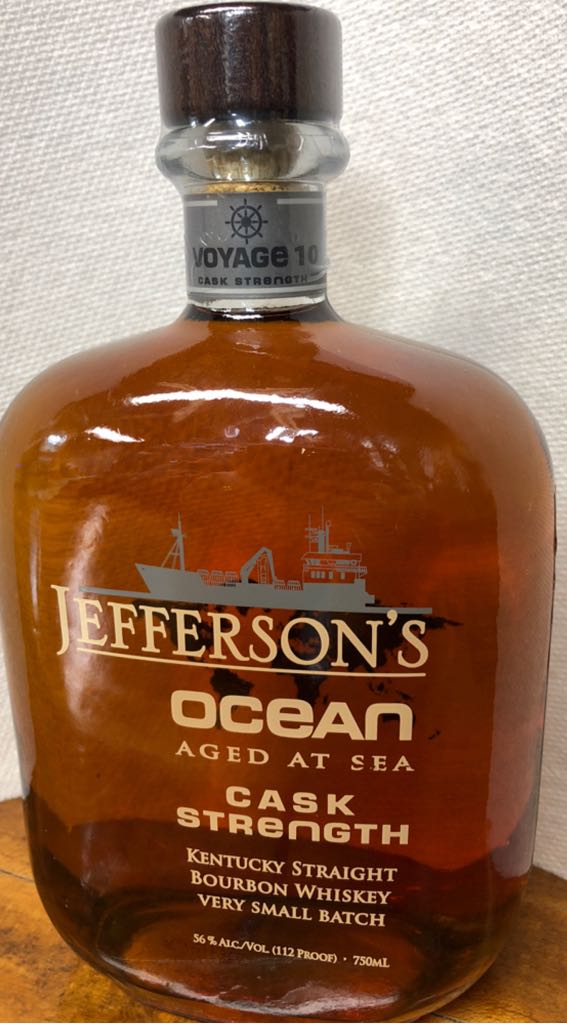 VOYAGE 10
CASK STRENGTH
JEFFERSON'S
OCEAN
AGED AT SEA
CASK
STRENGTH
KENTUCKY STRAIGHT
BOURBON WHISKEY
VERY SMALL BATCH
56% ALC./VOL. (112 PROOF) · 750ML